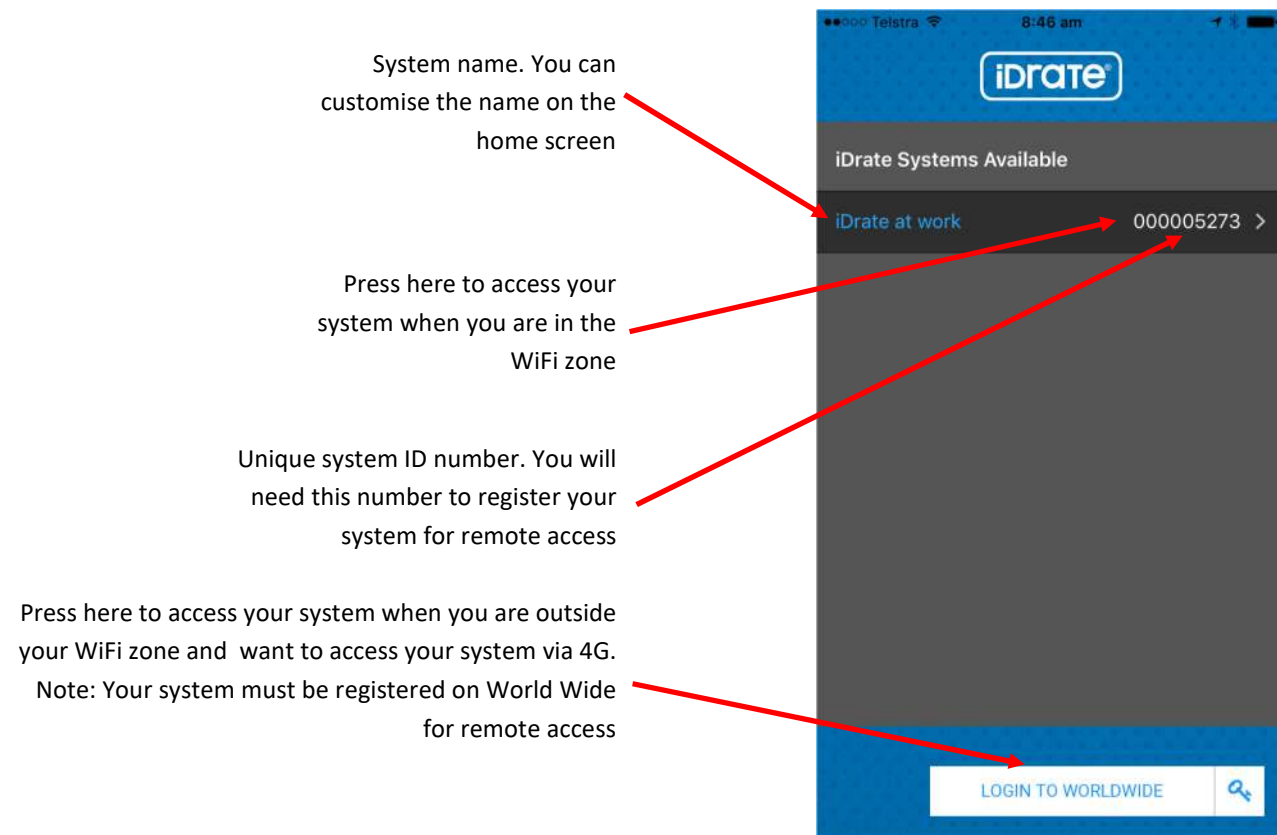 Telstra 8:46 am
iDrate®
System name. You can
customise the name on the
home screen
iDrate Systems Available
iDrate at work 000005273 >
Press here to access your
system when you are in the
WiFi zone
Unique system ID number. You will
need this number to register your
system for remote access
Press here to access your system when you are outside
your WiFi zone and  want to access your system via 4G.
Note: Your system must be registered on World Wide
for remote access
LOGIN TO WORLDWIDE